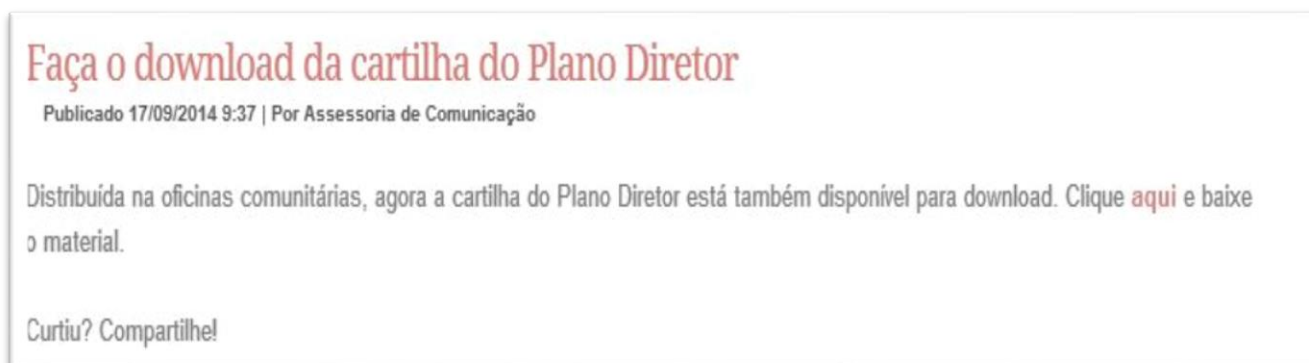 Faça o download da cartilha do Plano Diretor
Publicado 17/09/2014 9:37 | Por Assessoria de Comunicação
Distribuída na oficinas comunitárias, agora a cartilha do Plano Diretor está também disponível para download. Clique aqui e baixe
o material.
Curtiu? Compartilhe!